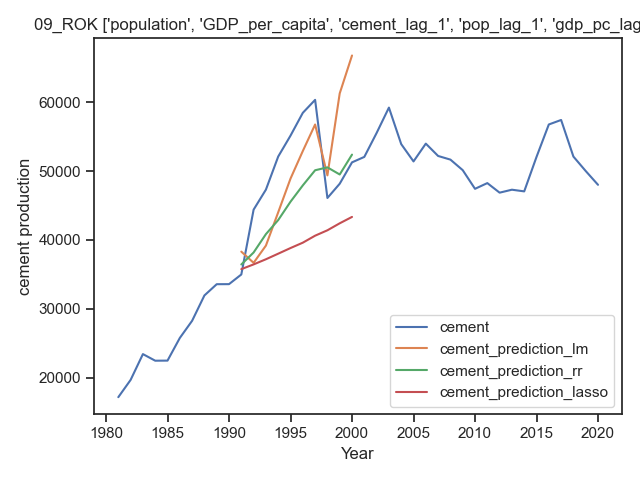 09_ROK ['population', 'GDP_per_capita', 'cement_lag_1', 'pop_lag_1', 'gdp_pc_lag
60000
50000
40000
30000
20000
cement production
1980 1985 1990 1995 2000 2005 2010 2015 2020
Year
cement
cement_prediction_lm
cement_prediction_rr
cement_prediction_lasso